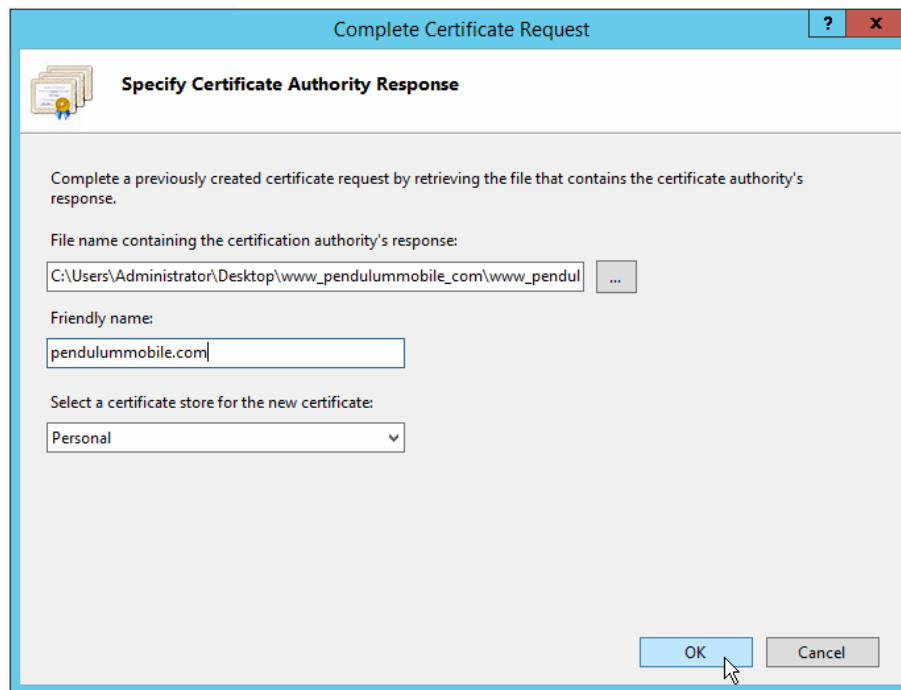 Complete Certificate Request
?
x
Specify Certificate Authority Response
Complete a previously created certificate request by retrieving the file that contains the certificate authority's
response.
File name containing the certification authority's response:
C:\Users\Administrator\Desktop\www_pendulummobile_com\www_pendul
...
Friendly name:
pendulummobile.com
Select a certificate store for the new certificate:
Personal
OK
Cancel